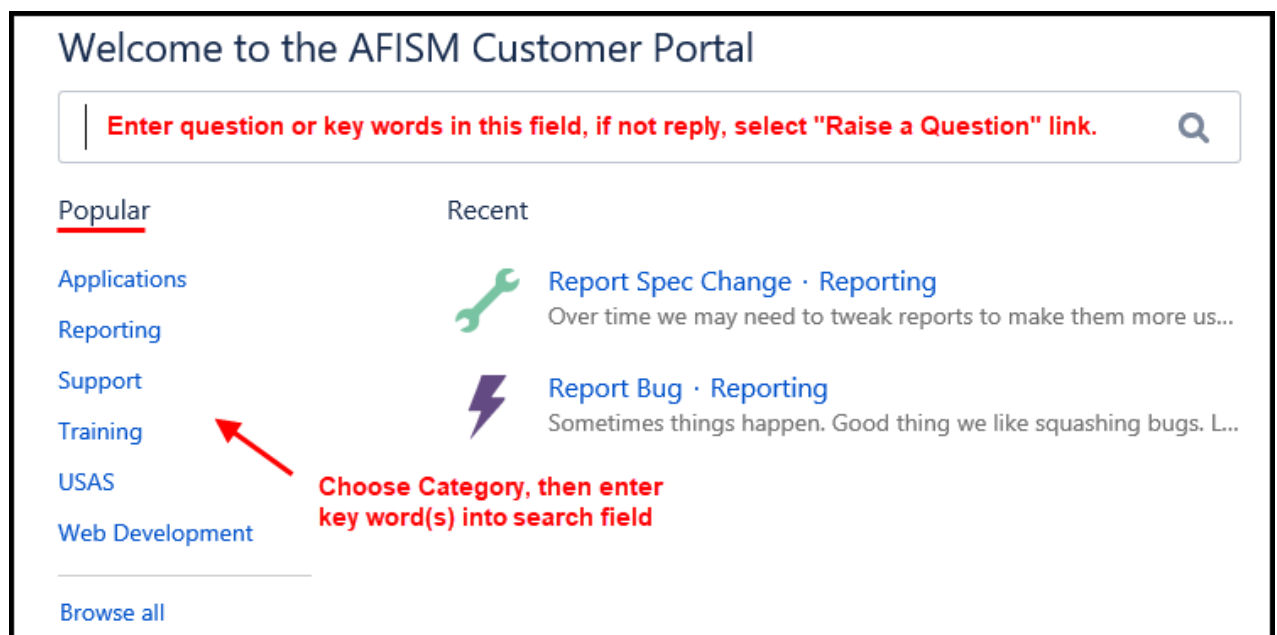 Welcome to the AFISM Customer Portal
Enter question or key words in this field, if not reply, select "Raise a Question" link.
Popular
Recent
Applications
Report Spec Change · Reporting
Over time we may need to tweak reports to make them more us...
Reporting
Support
Report Bug · Reporting
Sometimes things happen. Good thing we like squashing bugs. L...
Training
USAS
Choose Category, then enter
key word(s) into search field
Web Development
Browse all